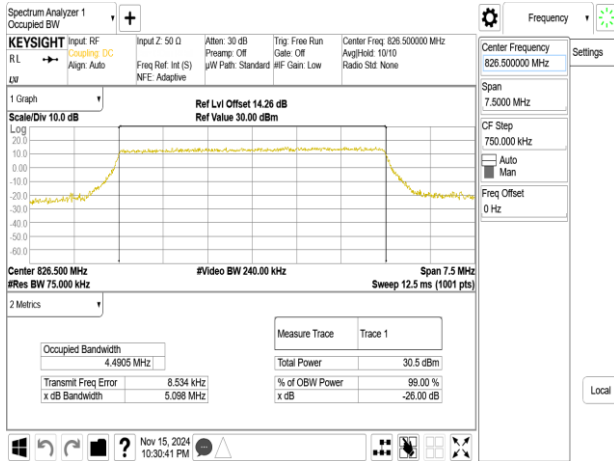 Spectrum Analyzer 1
Occupied BW
Frequency
KEYSIGHT
RL
LXI
Input: RF
Coupling: DC
Align: Auto
Input Z: 50 Ω
Freq Ref: Int (S)
NFE: Adaptive
Atten: 30 dB
Preamp: Off
µW Path: Standard
Trig: Free Run
Gate: Off
#IF Gain: Low
Center Freq: 826.500000 MHz
Avg|Hold: 10/10
Radio Std: None
Center Frequency
826.500000 MHz
Settings
Span
7.5000 MHz
CF Step
750.000 kHz
Auto
Man
Freq Offset
0 Hz
Local
1 Graph
Scale/Div 10.0 dB
Ref Lvl Offset 14.26 dB
Ref Value 30.00 dBm
Log
20.0
10.0
0.00
-10.0
-20.0
-30.0
-40.0
-50.0
-60.0
Center 826.500 MHz
#Res BW 75.000 kHz
#Video BW 240.00 kHz
Span 7.5 MHz
Sweep 12.5 ms (1001 pts)
2 Metrics
Occupied Bandwidth
4.4905 MHz
Transmit Freq Error 8.534 kHz
x dB Bandwidth 5.098 MHz
Measure Trace Trace 1
Total Power 30.5 dBm
% of OBW Power 99.00 %
x dB -26.00 dB
?
Nov 15, 2024
10:30:41 PM